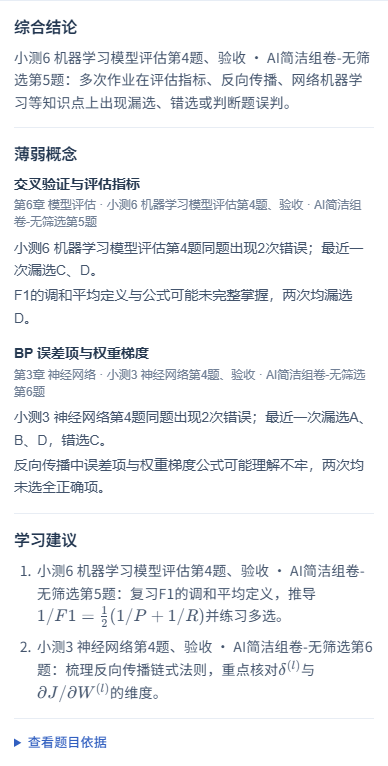 综合结论
小测6 机器学习模型评估第4题、验收 · AI简洁组卷-无筛
选第5题：多次作业在评估指标、反向传播、网络机器学
习等知识点上出现漏选、错选或判断题误判。
薄弱概念
交叉验证与评估指标
第6章 模型评估 · 小测6 机器学习模型评估第4题、验收 · AI简洁组
卷-无筛选第5题
小测6 机器学习模型评估第4题同题出现2次错误；最近一
次漏选C、D。
F1的调和平均定义与公式可能未完整掌握，两次均漏选
D。
BP 误差项与权重梯度
第3章 神经网络 · 小测3 神经网络第4题、验收 · AI简洁组卷-无筛选
第6题
小测3 神经网络第4题同题出现2次错误；最近一次漏选A、
B、D，错选C。
反向传播中误差项与权重梯度公式可能理解不牢，两次均
未选全正确项。
学习建议
1. 小测6 机器学习模型评估第4题、验收 · AI简洁组卷-
无筛选第5题：复习F1的调和平均定义，推导
1/F1 = ½(1/P + 1/R)并练习多选。
2. 小测3 神经网络第4题、验收 · AI简洁组卷-无筛选第6
题：梳理反向传播链式法则，重点核对δ^(l)与
∂J/∂W^(l)的维度。
▶ 查看题目依据